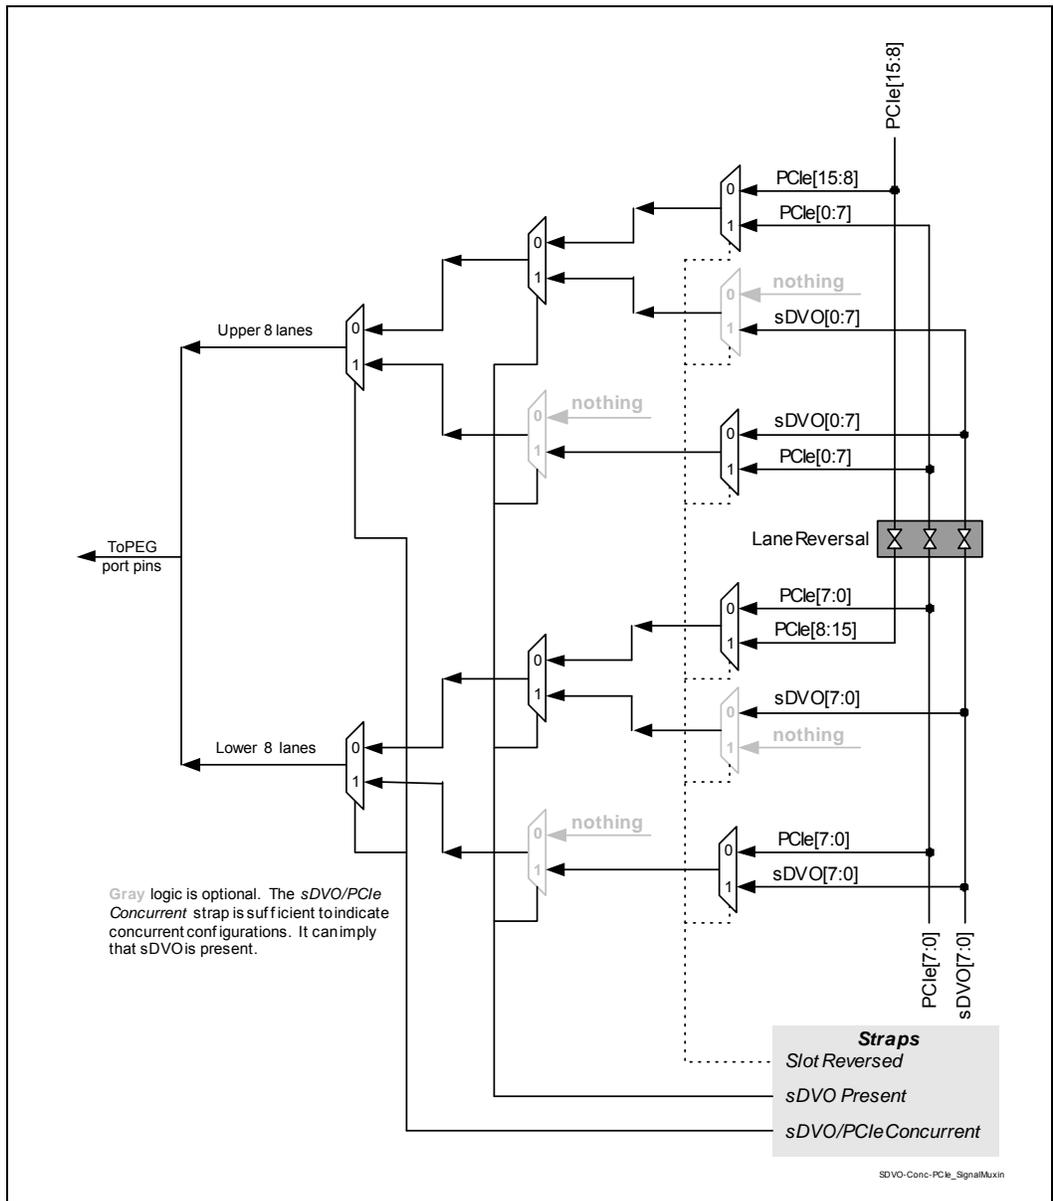 PCIe[15:8]
0
PCIe[15:8]
1
PCIe[0:7]
0
1
nothing
0
1
sDVO[0:7]
Upper 8 lanes
0
1
nothing
0
1
sDVO[0:7]
0
PCIe[0:7]
1
Lane Reversal
To PEG
port pins
PCIe[7:0]
0
PCIe[8:15]
1
0
1
sDVO[7:0]
0
nothing
1
Lower 8 lanes
0
1
nothing
0
1
PCIe[7:0]
0
sDVO[7:0]
1
Gray logic is optional. The sDVO/PCIe
Concurrent strap is sufficient to indicate
concurrent configurations. It can imply
that sDVO is present.
PCIe[7:0]
sDVO[7:0]
Straps
Slot Reversed
sDVO Present
sDVO/PCIe Concurrent
SDVO-Conc-PCIe_SignalMuxin